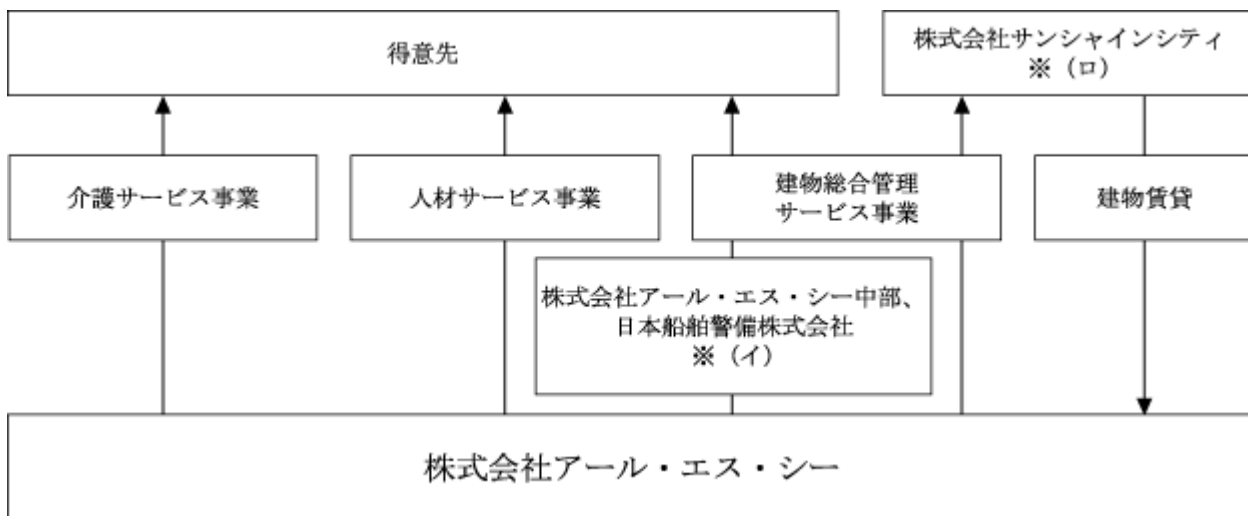 得意先
株式会社サンシャインシティ
※（ロ）
介護サービス事業
人材サービス事業
建物総合管理
サービス事業
建物賃貸
株式会社アール・エス・シー中部、
日本船舶警備株式会社
※（イ）
株式会社アール・エス・シー